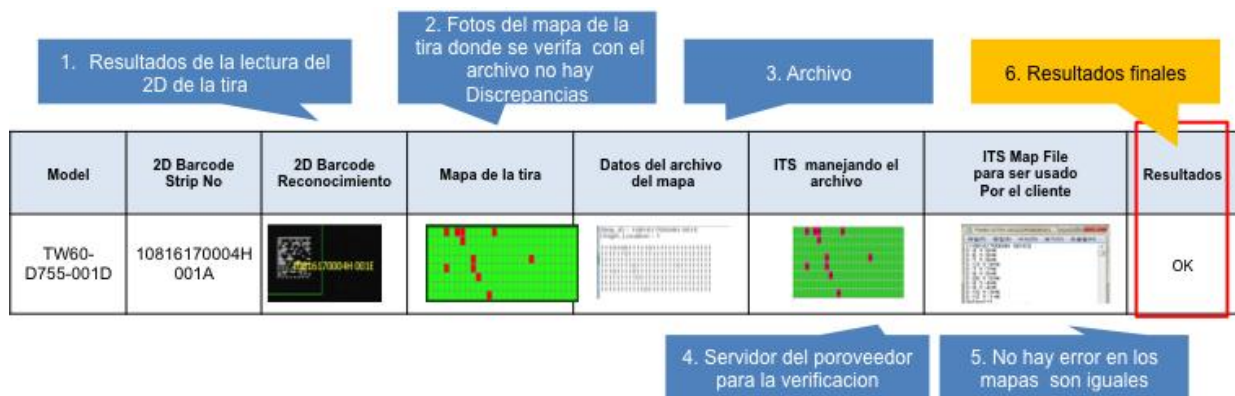 1. Resultados de la lectura del
2D de la tira
2. Fotos del mapa de la
tira donde se verifa con el
archivo no hay
Discrepancias
3. Archivo
6. Resultados finales
Model
2D Barcode
Strip No
2D Barcode
Reconocimiento
Mapa de la tira
Datos del archivo
del mapa
ITS manejando el
archivo
ITS Map File
para ser usado
Por el cliente
Resultados
TW60-
D755-001D
10816170004H
001A
10816170004H 001E
OK
4. Servidor del poroveedor
para la verificacion
5. No hay error en los
mapas son iguales